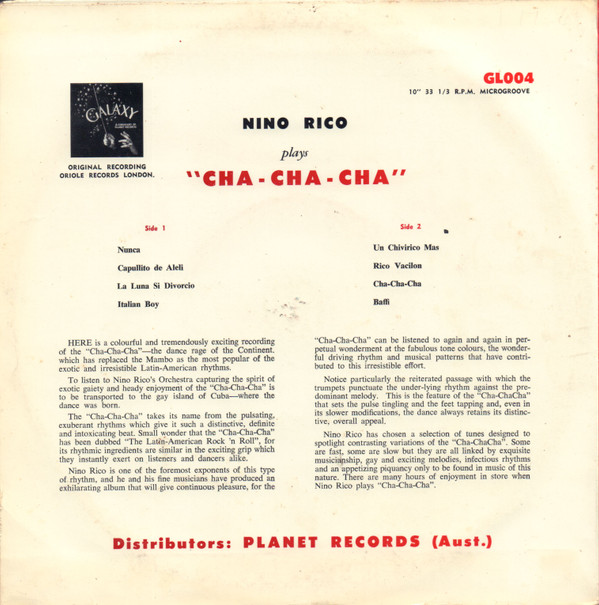 GL004
10" 33 1/3 R.P.M. MICROGROOVE
GALAXY
ORIGINAL RECORDING
ORIOLE RECORDS LONDON.
NINO RICO
plays
"CHA-CHA-CHA"
Side 1
Nunca
Capullito de Aleli
La Luna Si Divorcio
Italian Boy
Side 2
Un Chivirico Mas
Rico Vacilon
Cha-Cha-Cha
Baffi
HERE is a colourful and tremendously exciting recording
of the "Cha-Cha-Cha"—the dance rage of the Continent,
which has replaced the Mambo as the most popular of the
exotic and irresistible Latin-American rhythms.
To listen to Nino Rico's Orchestra capturing the spirit of
exotic gaiety and heady enjoyment of the "Cha-Cha-Cha" is
to be transported to the gay island of Cuba—where the
dance was born.
The "Cha-Cha-Cha" takes its name from the pulsating,
exuberant rhythms which give it such a distinctive, definite
and intoxicating beat. Small wonder that the "Cha-Cha-Cha"
has been dubbed "The Latin-American Rock 'n Roll", for
its rhythmic ingredients are similar in the exciting grip which
they instantly exert on listeners and dancers alike.
Nino Rico is one of the foremost exponents of this type
of rhythm, and he and his fine musicians have produced an
exhilarating album that will give continuous pleasure, for the
"Cha-Cha-Cha" can be listened to again and again in per-
petual wonderment at the fabulous tone colours, the wonder-
ful driving rhythm and musical patterns that have contri-
buted to this irresistible effort.
Notice particularly the reiterated passage with which the
trumpets punctuate the under-lying rhythm against the pre-
dominant melody. This is the feature of the "Cha-ChaCha"
that sets the pulse tingling and the feet tapping and, even in
its slower modifications, the dance always retains its distinc-
tive, overall appeal.
Nino Rico has chosen a selection of tunes designed to
spotlight contrasting variations of the "Cha-ChaCha". Some
are fast, some are slow but they are all linked by exquisite
musicianship, gay and exciting melodies, infectious rhythms
and an appetizing piquancy only to be found in music of this
nature. There are many hours of enjoyment in store when
Nino Rico plays "Cha-Cha-Cha".
Distributors: PLANET RECORDS (Aust.)